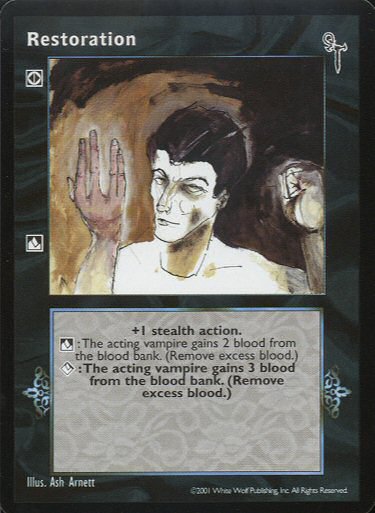 Restoration
+1 stealth action.
:The acting vampire gains 2 blood from
the blood bank. (Remove excess blood.)
:The acting vampire gains 3 blood
from the blood bank. (Remove
excess blood.)
Illus. Ash Arnett
©2001 White Wolf Publishing, Inc. All Rights Reserved.